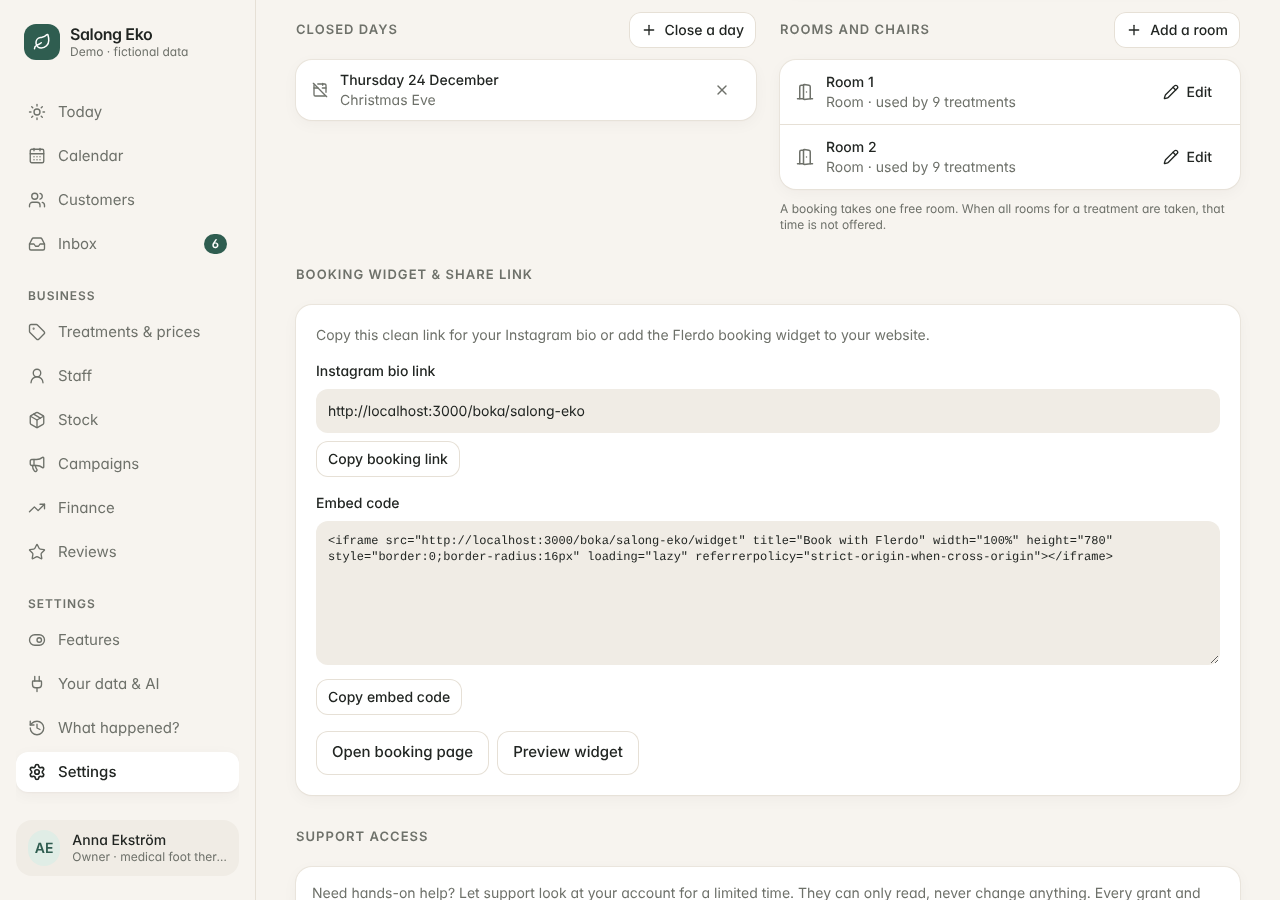 Salong Eko
Demo · fictional data
Today
Calendar
Customers
Inbox
6
BUSINESS
Treatments & prices
Staff
Stock
Campaigns
Finance
Reviews
SETTINGS
Features
Your data & AI
What happened?
Settings
AE
Anna Ekström
Owner · medical foot ther...
CLOSED DAYS
Close a day
Thursday 24 December
Christmas Eve
ROOMS AND CHAIRS
Add a room
Room 1
Room · used by 9 treatments
Edit
Room 2
Room · used by 9 treatments
Edit
A booking takes one free room. When all rooms for a treatment are taken, that
time is not offered.
BOOKING WIDGET & SHARE LINK
Copy this clean link for your Instagram bio or add the Flerdo booking widget to your website.
Instagram bio link
http://localhost:3000/boka/salong-eko
Copy booking link
Embed code
<iframe src="http://localhost:3000/boka/salong-eko/widget" title="Book with Flerdo" width="100%" height="780"
style="border:0;border-radius:16px" loading="lazy" referrerpolicy="strict-origin-when-cross-origin"></iframe>
Copy embed code
Open booking page
Preview widget
SUPPORT ACCESS
Need hands-on help? Let support look at your account for a limited time. They can only read, never change anything. Every grant and